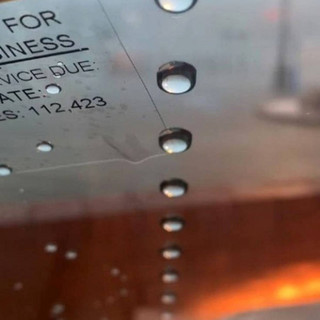 FOR
INESS
VICE DUE:
ATE:
ES: 112,423